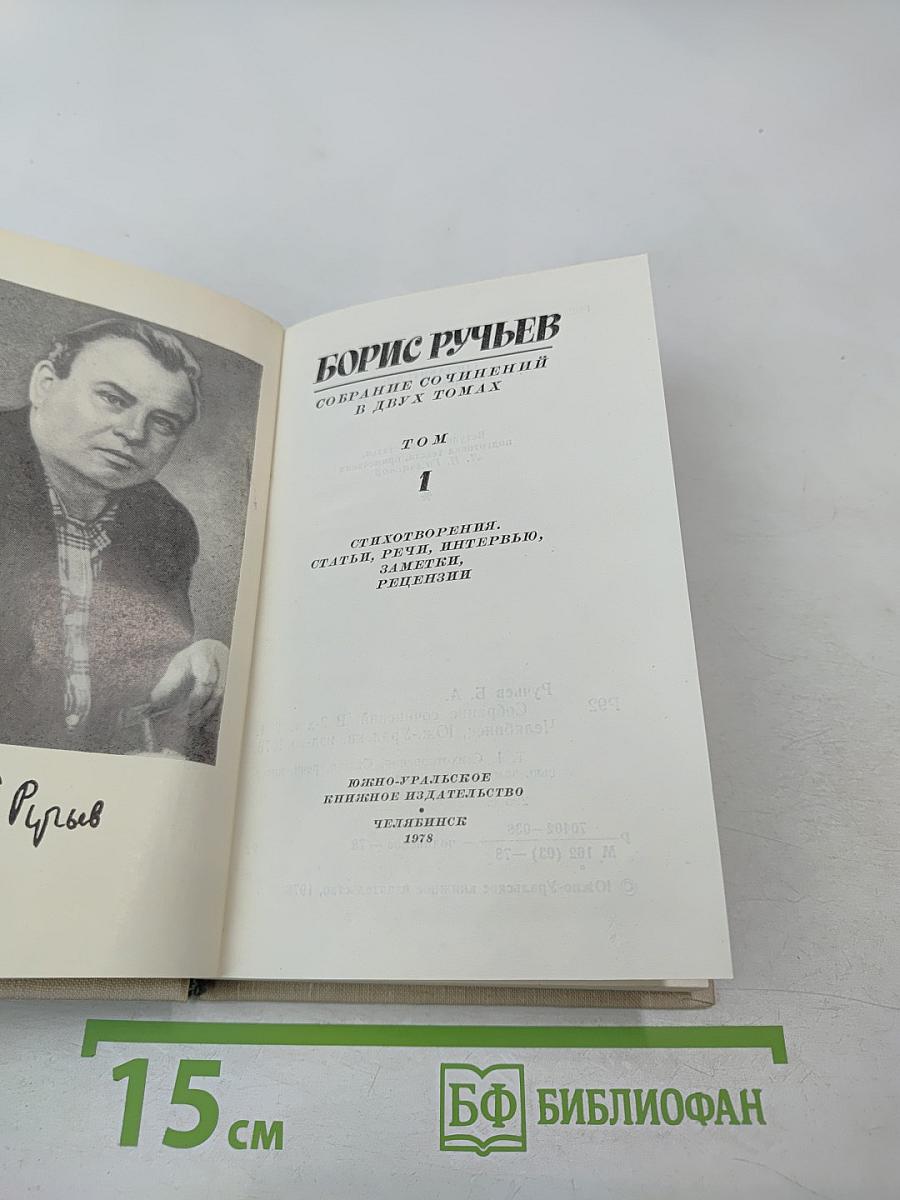 БОРИС РУЧЬЕВ
СОБРАНИЕ СОЧИНЕНИЙ
В ДВУХ ТОМАХ
ТОМ
1
СТИХОТВОРЕНИЯ.
СТАТЬИ, РЕЧИ, ИНТЕРВЬЮ,
ЗАМЕТКИ,
РЕЦЕНЗИИ
ЮЖНО-УРАЛЬСКОЕ
КНИЖНОЕ ИЗДАТЕЛЬСТВО
•
ЧЕЛЯБИНСК
1978
Ручьев
15 см
БФ БИБЛИОФАН